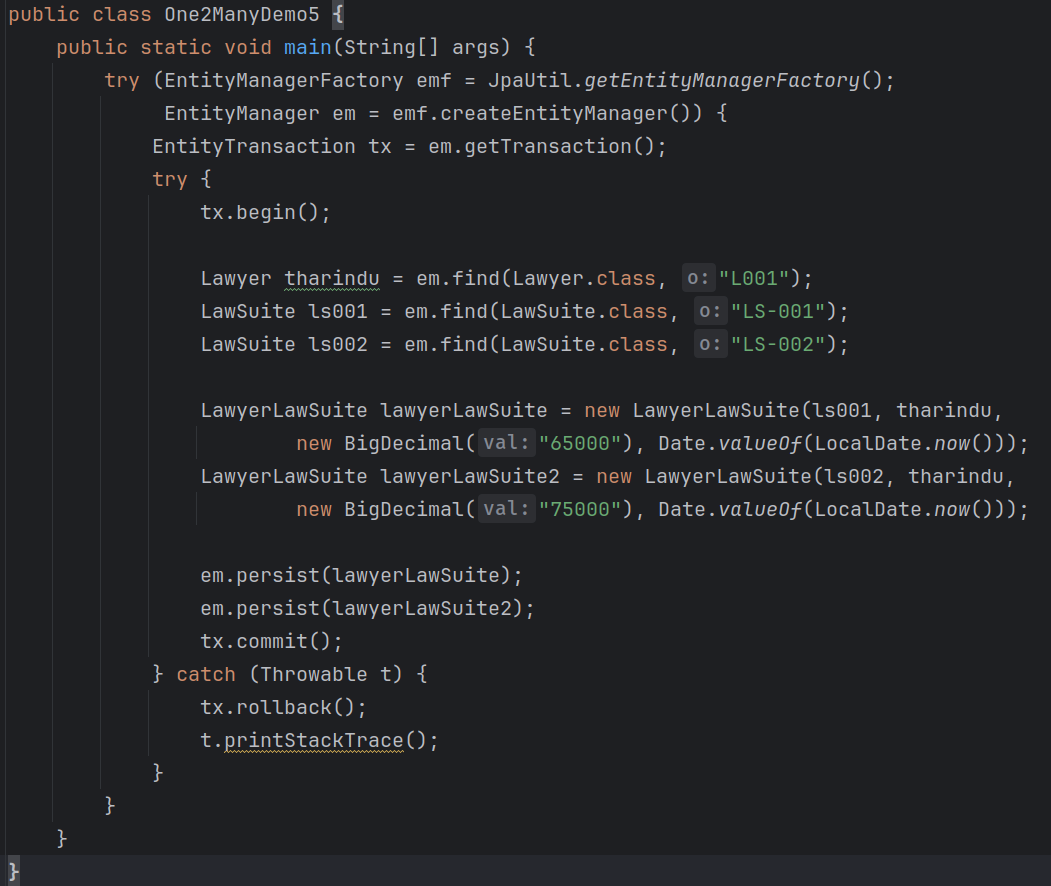 public class One2ManyDemo5 {
    public static void main(String[] args) {
        try (EntityManagerFactory emf = JpaUtil.getEntityManagerFactory();
             EntityManager em = emf.createEntityManager()) {
            EntityTransaction tx = em.getTransaction();
            try {
                tx.begin();

                Lawyer tharindu = em.find(Lawyer.class, o: "L001");
                LawSuite ls001 = em.find(LawSuite.class, o: "LS-001");
                LawSuite ls002 = em.find(LawSuite.class, o: "LS-002");

                LawyerLawSuite lawyerLawSuite = new LawyerLawSuite(ls001, tharindu,
                        new BigDecimal( val: "65000"), Date.valueOf(LocalDate.now()));
                LawyerLawSuite lawyerLawSuite2 = new LawyerLawSuite(ls002, tharindu,
                        new BigDecimal( val: "75000"), Date.valueOf(LocalDate.now()));

                em.persist(lawyerLawSuite);
                em.persist(lawyerLawSuite2);
                tx.commit();
            } catch (Throwable t) {
                tx.rollback();
                t.printStackTrace();
            }
        }
    }
}